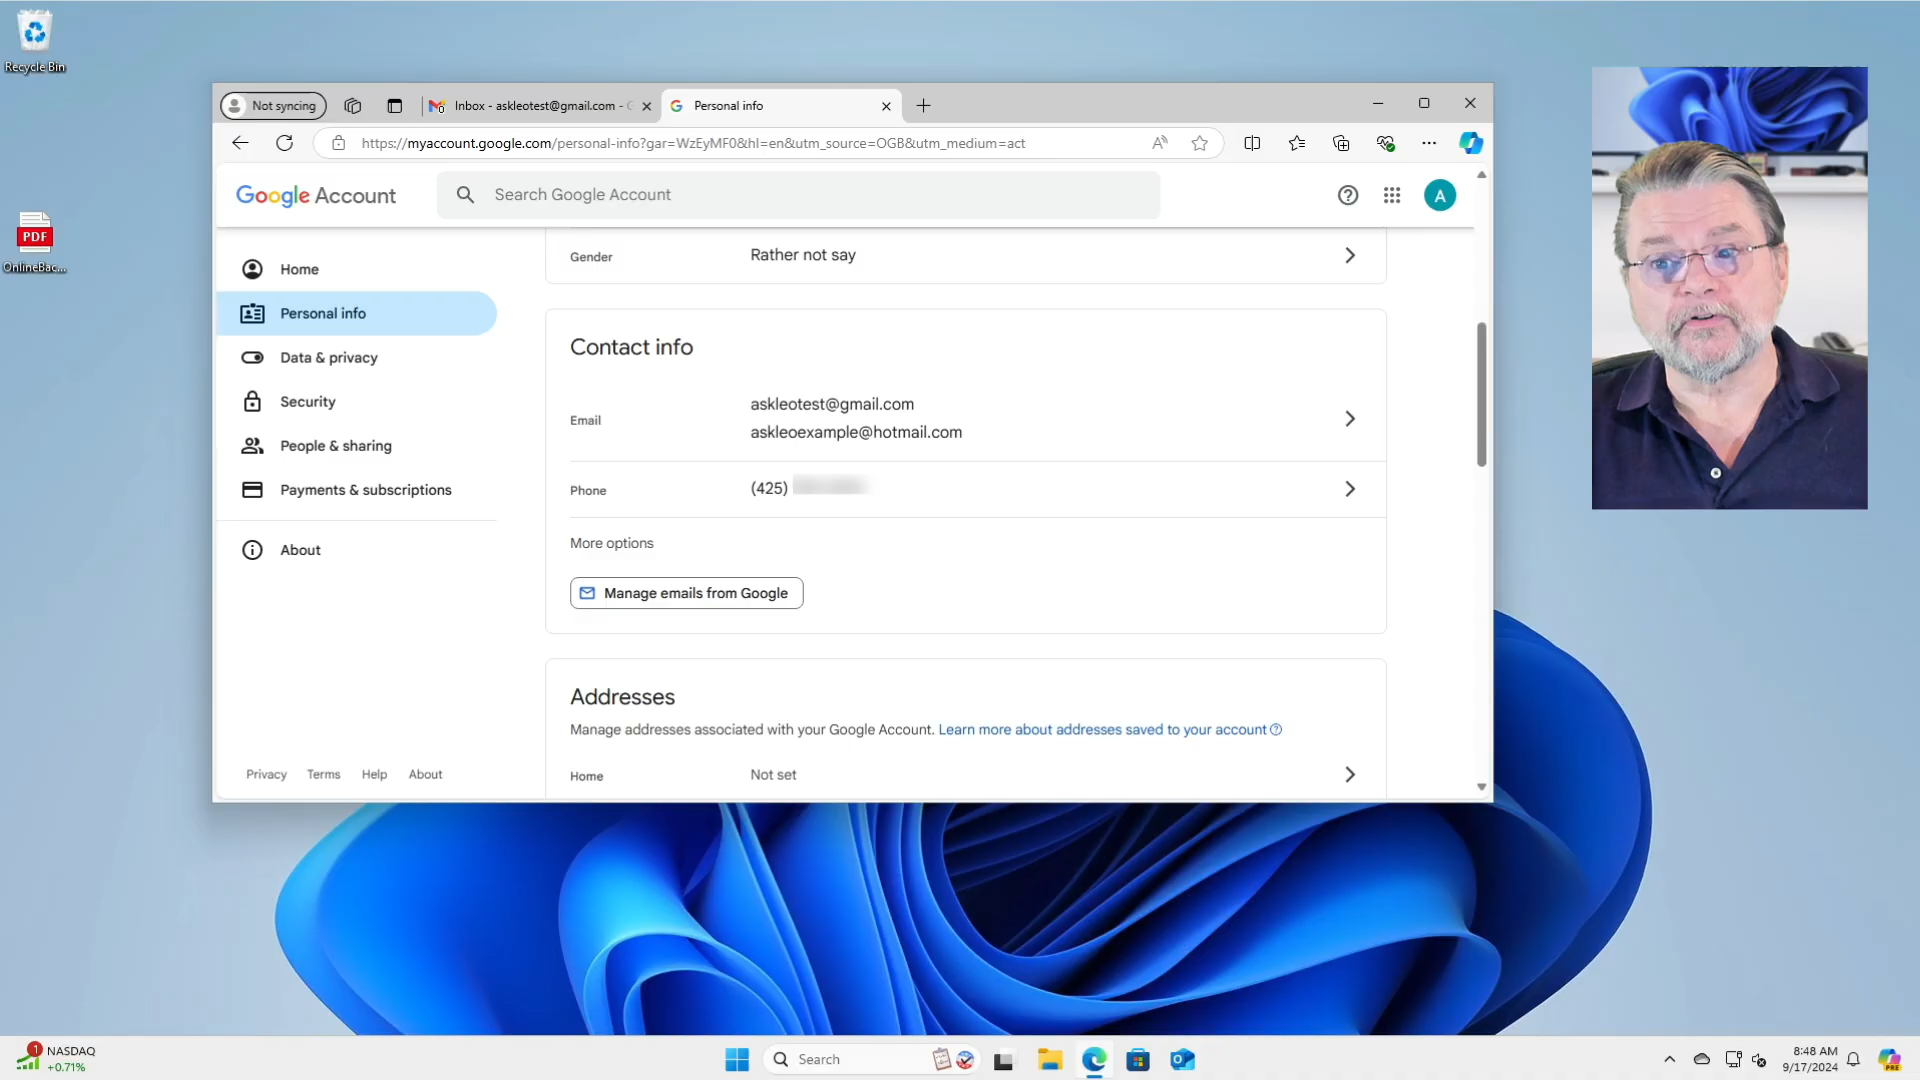 Recycle Bin
PDF
OnlineBac...
Not syncing
Inbox - askleotest@gmail.com - G
Personal info
https://myaccount.google.com/personal-info?gar=WzEyMF0&hl=en&utm_source=OGB&utm_medium=act
Google Account
Search Google Account
A
Home
Personal info
Data & privacy
Security
People & sharing
Payments & subscriptions
About
Privacy Terms Help About
Gender Rather not say
Contact info
Email
askleotest@gmail.com
askleoexample@hotmail.com
Phone (425)
More options
Manage emails from Google
Addresses
Manage addresses associated with your Google Account. Learn more about addresses saved to your account
Home Not set
1
NASDAQ
+0.71%
Search
8:48 AM
9/17/2024
PRE